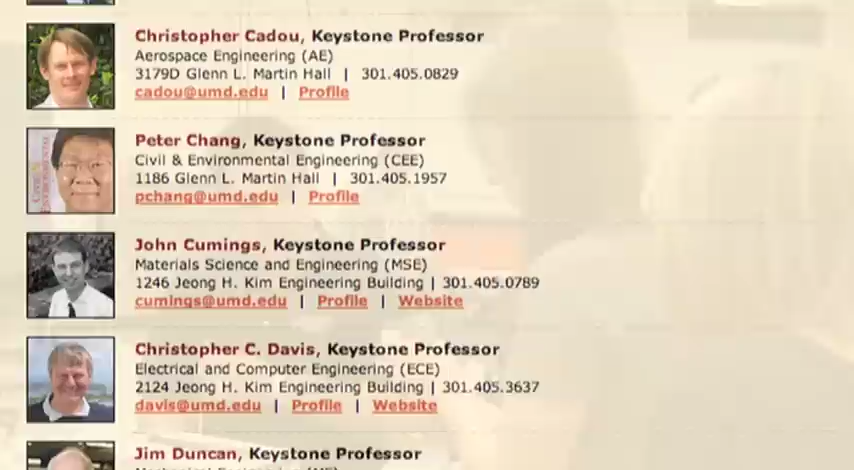 Christopher Cadou, Keystone Professor
Aerospace Engineering (AE)
3179D Glenn L. Martin Hall | 301.405.0829
cadou@umd.edu | Profile
Peter Chang, Keystone Professor
Civil & Environmental Engineering (CEE)
1186 Glenn L. Martin Hall | 301.405.1957
pchang@umd.edu | Profile
John Cumings, Keystone Professor
Materials Science and Engineering (MSE)
1246 Jeong H. Kim Engineering Building | 301.405.0789
cumings@umd.edu | Profile | Website
Christopher C. Davis, Keystone Professor
Electrical and Computer Engineering (ECE)
2124 Jeong H. Kim Engineering Building | 301.405.3637
davis@umd.edu | Profile | Website
Jim Duncan, Keystone Professor